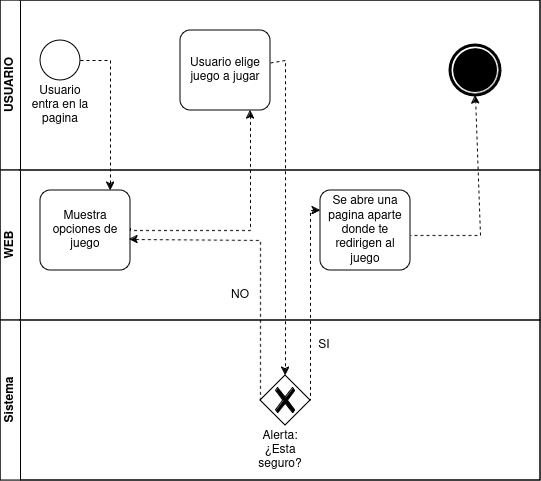 USUARIO
Usuario
entra en la
pagina
Usuario elige
juego a jugar
WEB
Muestra
opciones de
juego
Se abre una
pagina aparte
donde te
redirigen al
juego
NO
SI
Sistema
Alerta:
¿Esta
seguro?